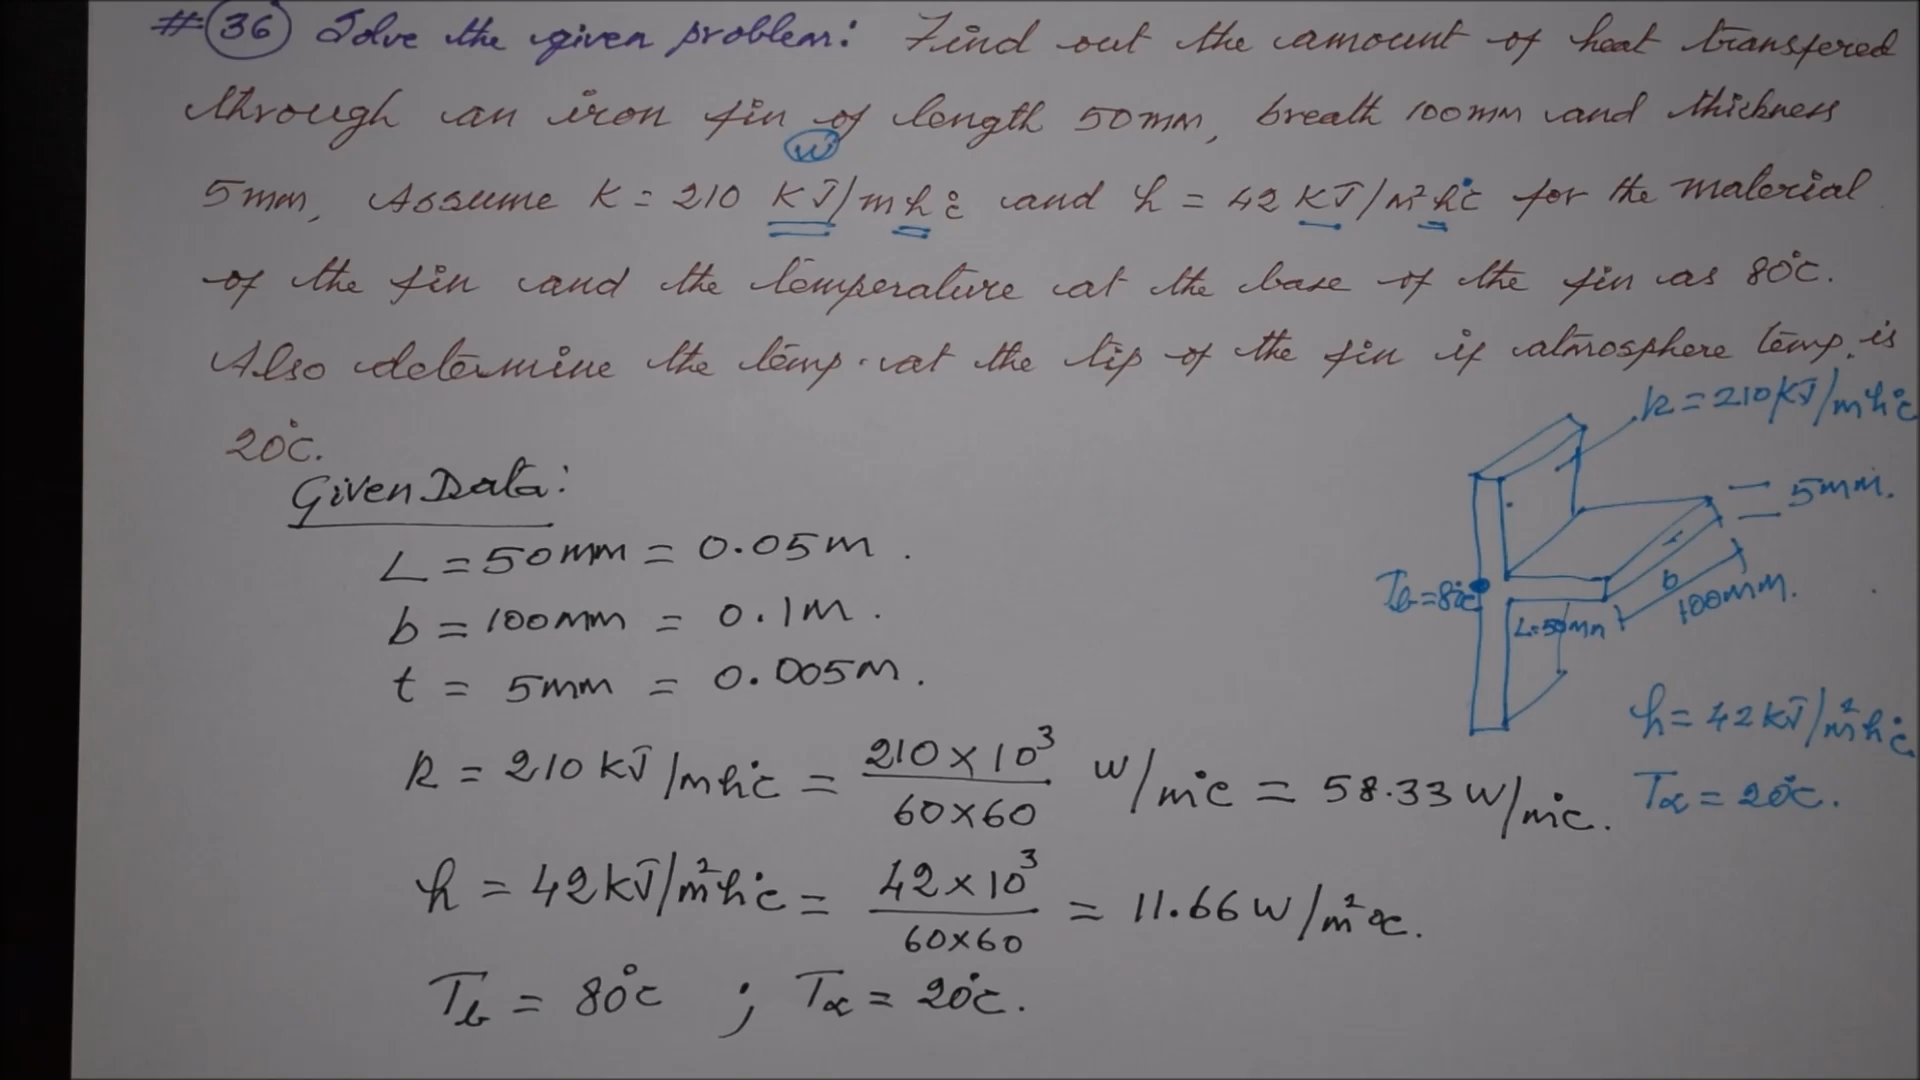 #36 Solve the given problem: Find out the amount of heat transfered
through an iron fin of length 50mm, breath 100mm and thickness
w
5mm, Assume K = 210 KJ/mh°c and h = 42 KJ/m²h°c for the material
of the fin and the temperature at the base of the fin as 80°c.
Also determine the temp. at the tip of the fin if atmosphere temp. is
20°c.
k = 210kJ/mh°c
5mm.
Tb=80°c
b
100mm.
L=50mm
h = 42kJ/m²h°c
T∝ = 20°c.
Given Data:
L = 50mm = 0.05m.
b = 100mm = 0.1m.
t = 5mm = 0.005m.
k = 210 kJ/mh°c = 210×10³/60×60 w/m°c = 58.33 W/m°c.
h = 42kJ/m²h°c = 42×10³/60×60 = 11.66 W/m²°c.
Tb = 80°c ; T∝ = 20°c.